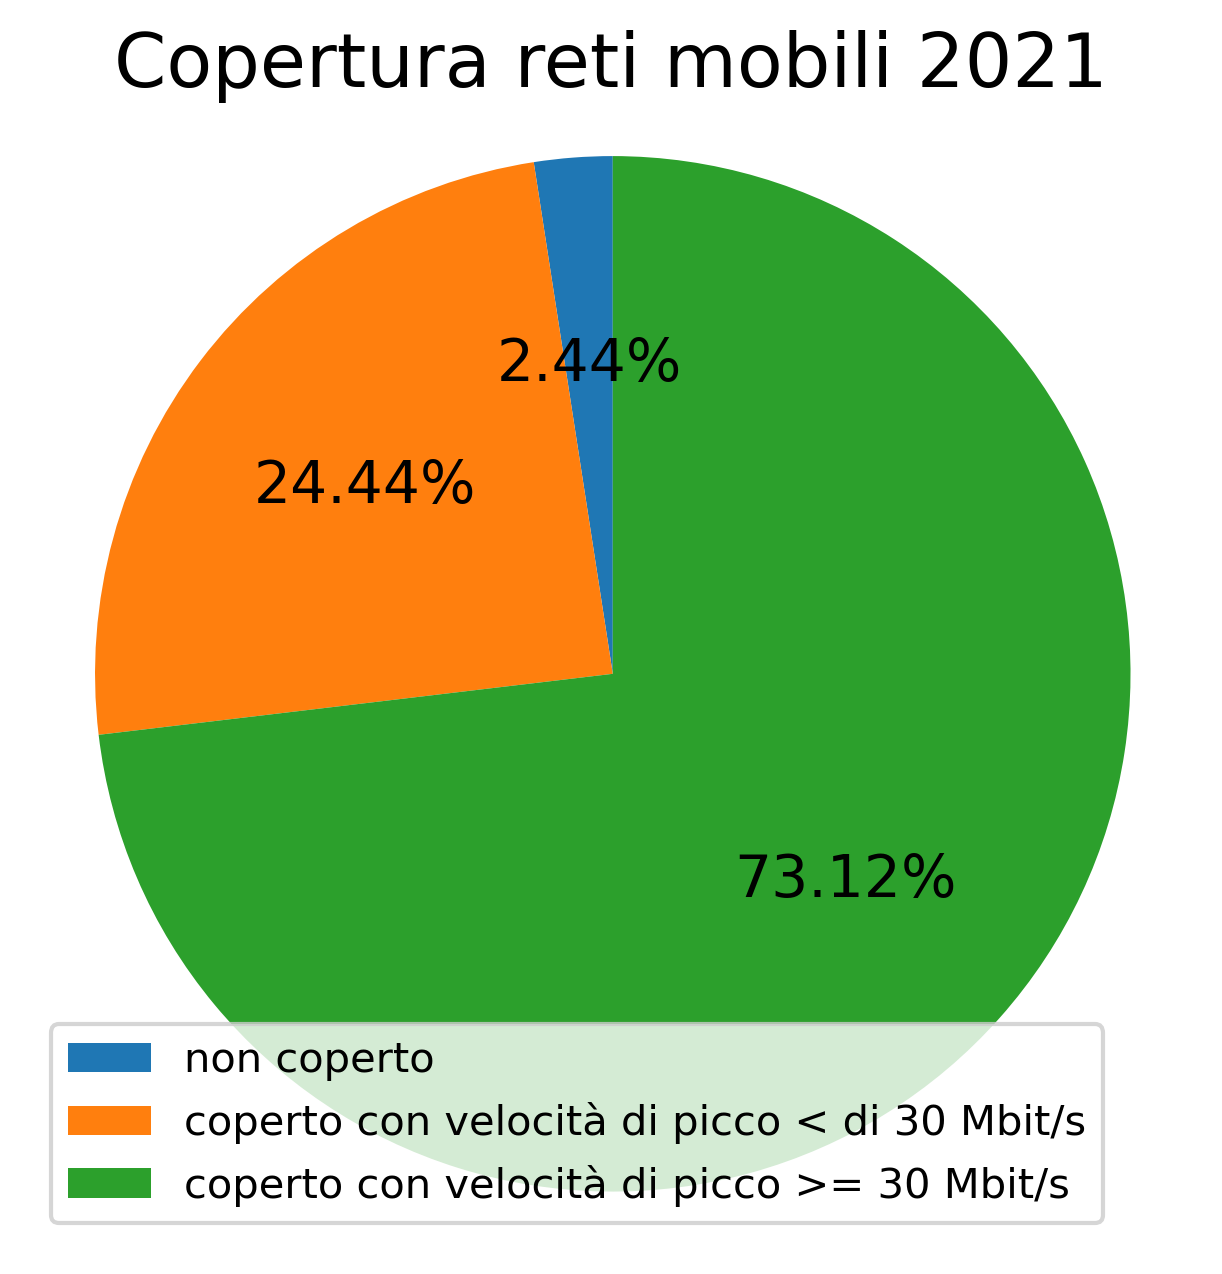 Copertura reti mobili 2021
2.44%
24.44%
73.12%
non coperto
coperto con velocità di picco < di 30 Mbit/s
coperto con velocità di picco >= 30 Mbit/s